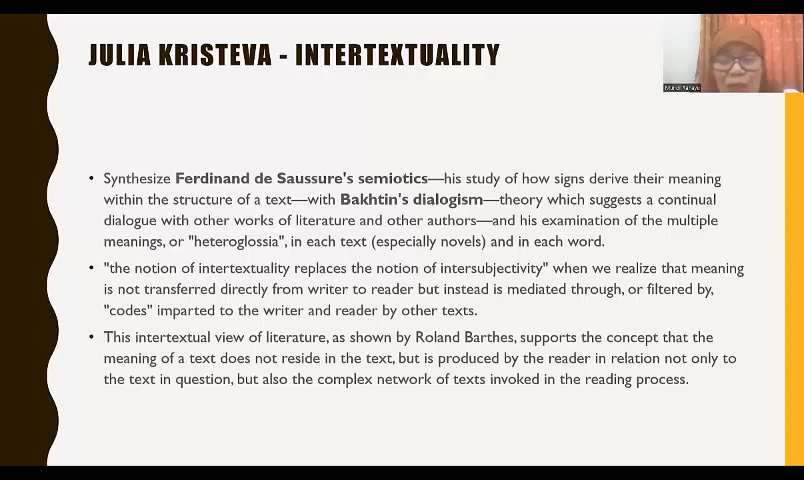 JULIA KRISTEVA - INTERTEXTUALITY
• Synthesize Ferdinand de Saussure's semiotics—his study of how signs derive their meaning
within the structure of a text—with Bakhtin's dialogism—theory which suggests a continual
dialogue with other works of literature and other authors—and his examination of the multiple
meanings, or "heteroglossia", in each text (especially novels) and in each word.
• "the notion of intertextuality replaces the notion of intersubjectivity" when we realize that meaning
is not transferred directly from writer to reader but instead is mediated through, or filtered by,
"codes" imparted to the writer and reader by other texts.
• This intertextual view of literature, as shown by Roland Barthes, supports the concept that the
meaning of a text does not reside in the text, but is produced by the reader in relation not only to
the text in question, but also the complex network of texts invoked in the reading process.